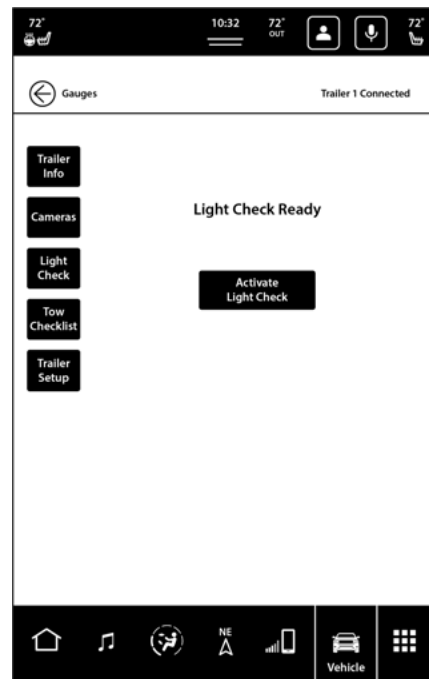 72°
10:32
72°
OUT
72°
Gauges
Trailer 1 Connected
Trailer
Info
Cameras
Light Check Ready
Light
Check
Activate
Light Check
Tow
Checklist
Trailer
Setup
NE
Vehicle